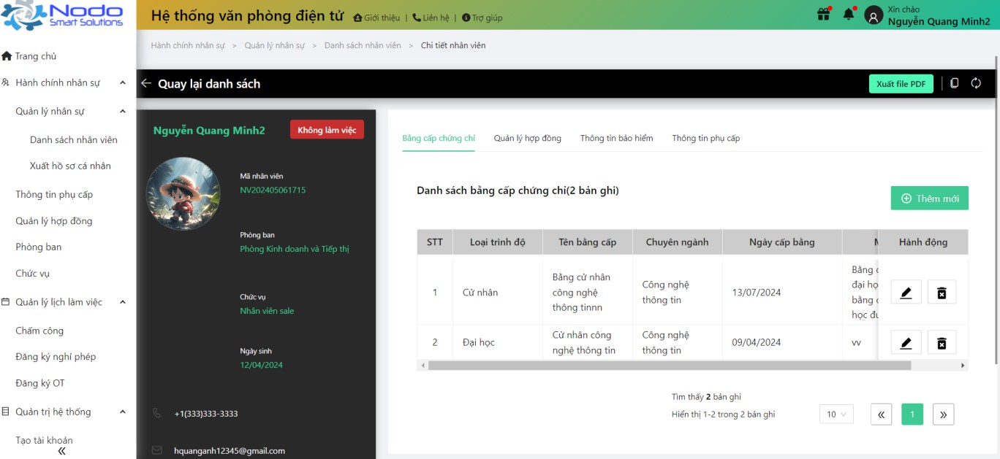 Nodo
Smart Solutions
Hệ thống văn phòng điện tử
Giới thiệu | Liên hệ | Trợ giúp
Xin chào
Nguyễn Quang Minh2
Trang chủ
Hành chính nhân sự
Quản lý nhân sự
Danh sách nhân viên
Xuất hồ sơ cá nhân
Thông tin phụ cấp
Quản lý hợp đồng
Phòng ban
Chức vụ
Quản lý lịch làm việc
Chấm công
Đăng ký nghỉ phép
Đăng ký OT
Quản trị hệ thống
Tạo tài khoản
«
Hành chính nhân sự > Quản lý nhân sự > Danh sách nhân viên > Chi tiết nhân viên
← Quay lại danh sách
Xuất file PDF
Nguyễn Quang Minh2
Không làm việc
Mã nhân viên
NV202405061715
Phòng ban
Phòng Kinh doanh và Tiếp thị
Chức vụ
Nhân viên sale
Ngày sinh
12/04/2024
+1(333)333-3333
hquanganh12345@gmail.com
Bằng cấp chứng chỉ Quản lý hợp đồng Thông tin bảo hiểm Thông tin phụ cấp
Danh sách bằng cấp chứng chỉ(2 bản ghi)
Thêm mới
STT Loại trình độ Tên bằng cấp Chuyên ngành Ngày cấp bằng Hành động
1
Cử nhân
Bằng cử nhân
công nghệ
thông tinnn
Công nghệ
thông tin
13/07/2024
Bằng
đại
bằng
học
2
Đại học
Cử nhân công
nghệ thông tin
Công nghệ
thông tin
09/04/2024
vv
Tìm thấy 2 bản ghi
Hiển thị 1-2 trong 2 bản ghi
10
«
1
»